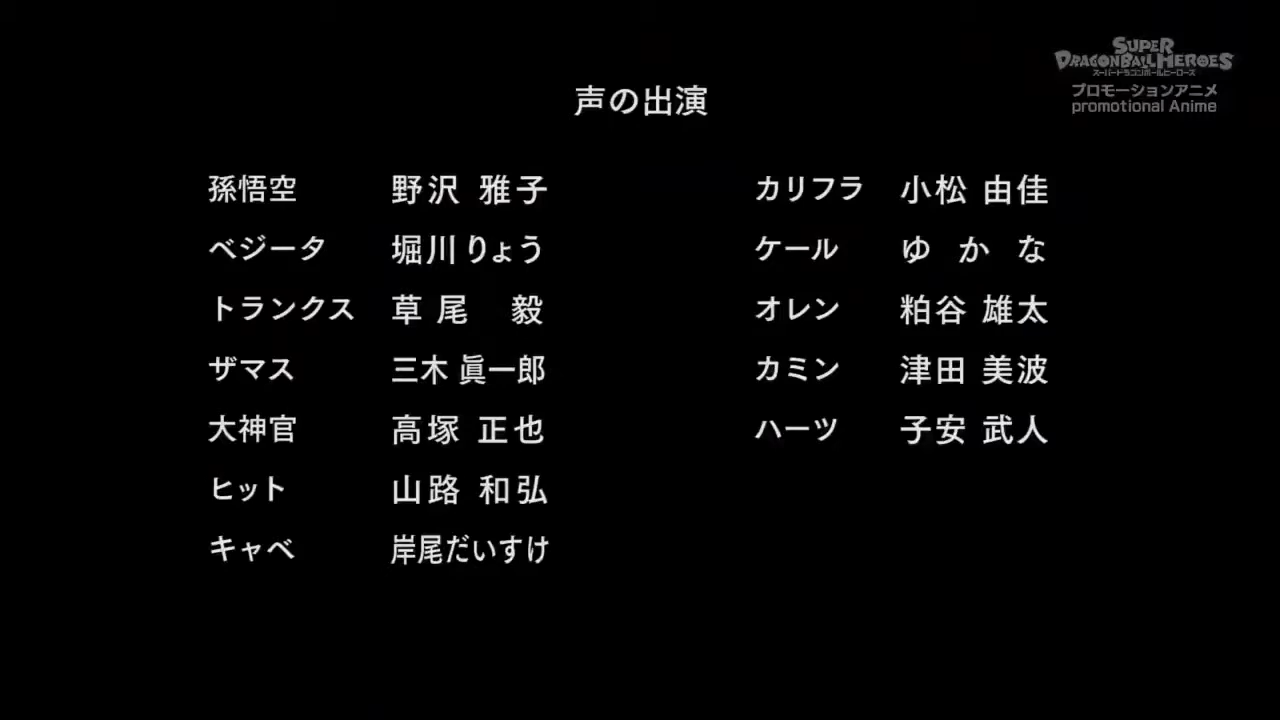 SUPER
DRAGONBALL HEROES
スーパードラゴンボールヒーローズ
プロモーションアニメ
promotional Anime
声の出演
孫悟空 野沢 雅子
ベジータ 堀川りょう
トランクス 草尾 毅
ザマス 三木 眞一郎
大神官 高塚 正也
ヒット 山路 和弘
キャベ 岸尾だいすけ
カリフラ 小松 由佳
ケール ゆかな
オレン 粕谷 雄太
カミン 津田 美波
ハーツ 子安 武人